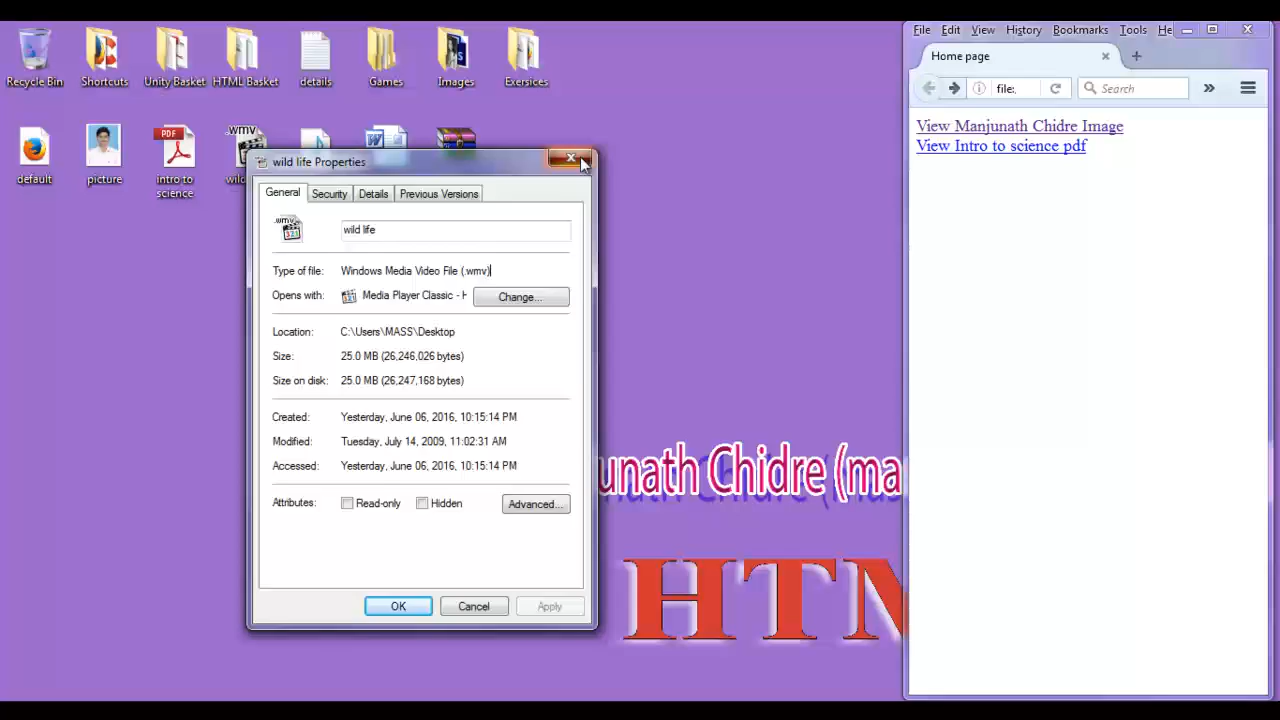 Recycle Bin
Shortcuts
Unity Basket
HTML Basket
details
Games
Images
Exersices
default
picture
PDF
intro to
science
.wmv
wild life Properties
General
Security
Details
Previous Versions
.wmv
321
wild life
Type of file: Windows Media Video File (.wmv)
Opens with: Media Player Classic - H
Change...
Location: C:\Users\MASS\Desktop
Size: 25.0 MB (26,246,026 bytes)
Size on disk: 25.0 MB (26,247,168 bytes)
Created: Yesterday, June 06, 2016, 10:15:14 PM
Modified: Tuesday, July 14, 2009, 11:02:31 AM
Accessed: Yesterday, June 06, 2016, 10:15:14 PM
Attributes: Read-only Hidden
Advanced...
OK
Cancel
Apply
unath Chidre (ma
HTM
File Edit View History Bookmarks Tools He
Home page
file:
Search
View Manjunath Chidre Image
View Intro to science pdf